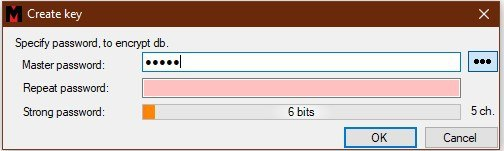 Create key
Specify password, to encrypt db.
Master password: ●●●●● ●●●
Repeat password:
Strong password: 6 bits 5 ch.
OK Cancel